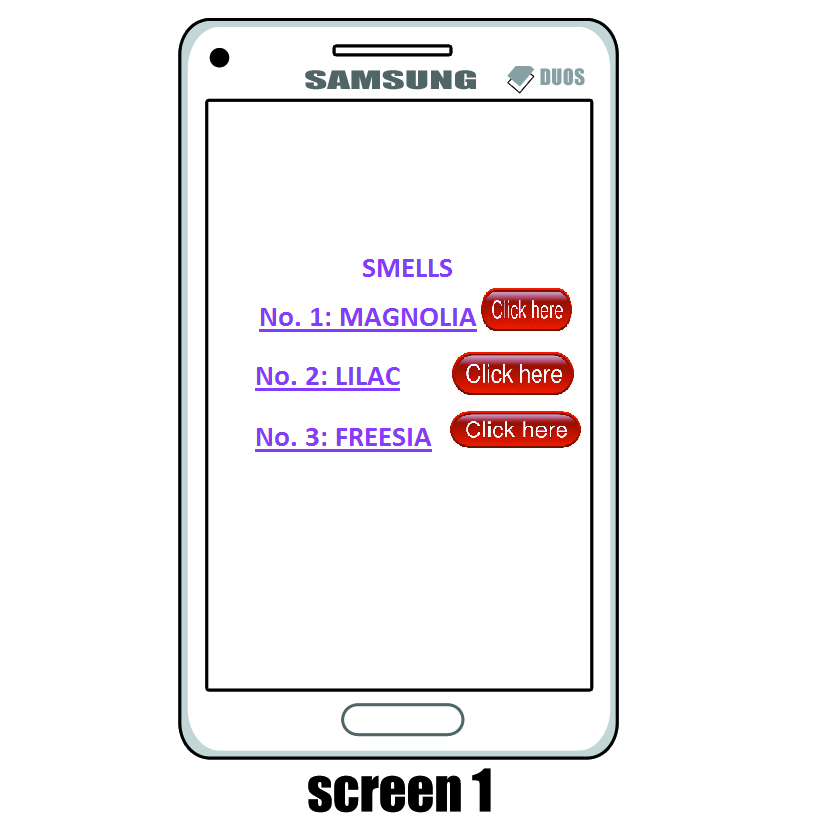 SAMSUNG DUOS
SMELLS
No. 1: MAGNOLIA Click here
No. 2: LILAC Click here
No. 3: FREESIA Click here
screen 1